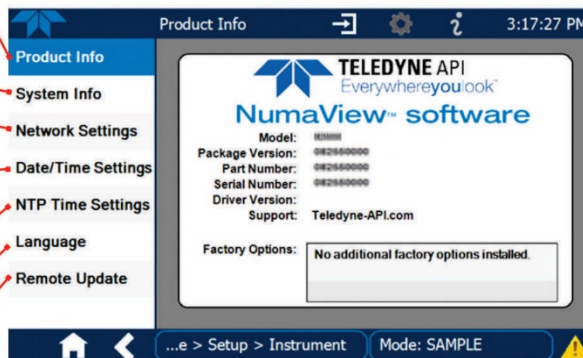 Product Info
3:17:27 PM
Product Info
System Info
Network Settings
Date/Time Settings
NTP Time Settings
Language
Remote Update
TELEDYNE API
Everywhereyoulook™
NumaView™ software
Model:
Package Version:
Part Number:
Serial Number:
Driver Version:
Support: Teledyne-API.com
Factory Options: No additional factory options installed.
...e > Setup > Instrument
Mode: SAMPLE